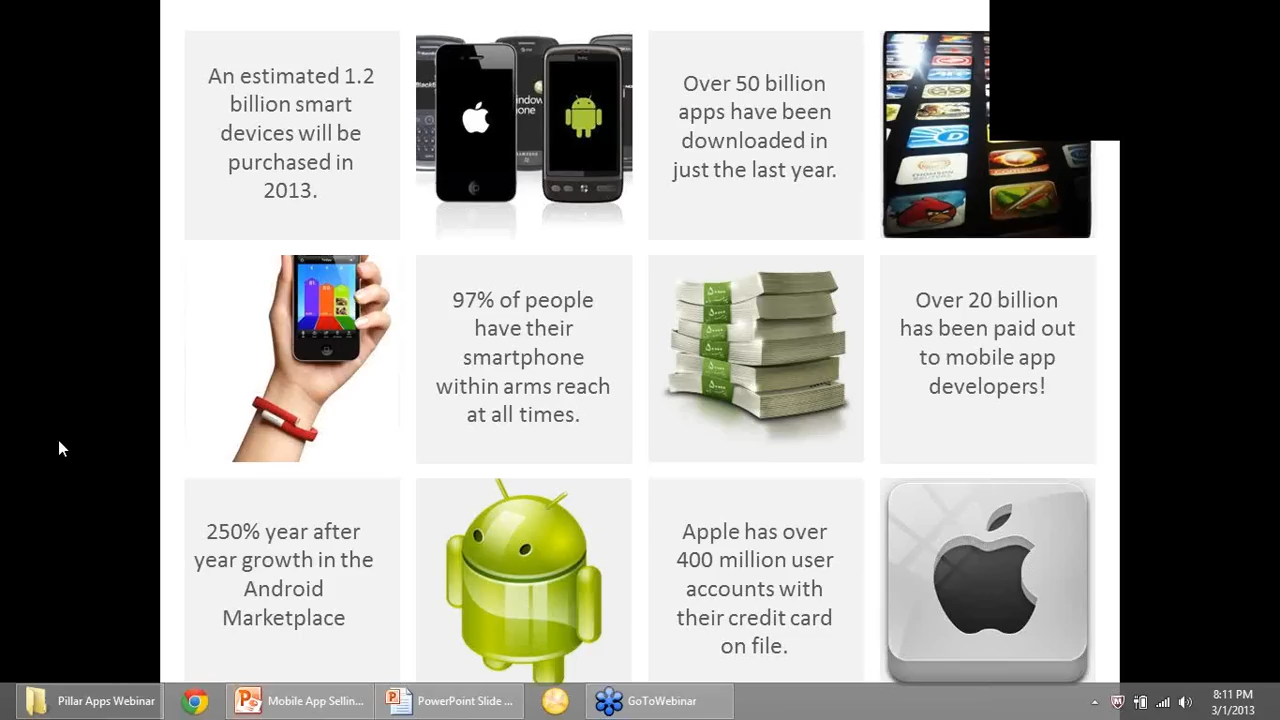 An estimated 1.2
billion smart
devices will be
purchased in
2013.
Over 50 billion
apps have been
downloaded in
just the last year.
97% of people
have their
smartphone
within arms reach
at all times.
Over 20 billion
has been paid out
to mobile app
developers!
250% year after
year growth in the
Android
Marketplace
Apple has over
400 million user
accounts with
their credit card
on file.
Pillar Apps Webinar
Mobile App Sellin...
PowerPoint Slide ...
GoToWebinar
8:11 PM
3/1/2013